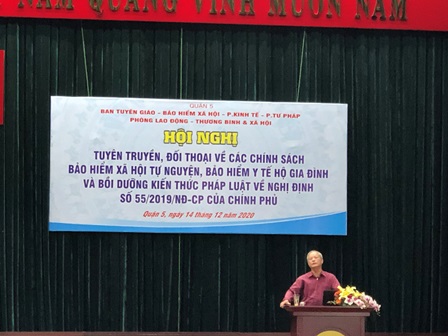 NAM QUANG VINH MUÔN NĂM
QUẬN 5
BAN TUYÊN GIÁO - BẢO HIỂM XÃ HỘI - P.KINH TẾ - P.TƯ PHÁP
PHÒNG LAO ĐỘNG - THƯƠNG BINH & XÃ HỘI
HỘI NGHỊ
TUYÊN TRUYỀN, ĐỐI THOẠI VỀ CÁC CHÍNH SÁCH
BẢO HIỂM XÃ HỘI TỰ NGUYỆN, BẢO HIỂM Y TẾ HỘ GIA ĐÌNH
VÀ BỒI DƯỠNG KIẾN THỨC PHÁP LUẬT VỀ NGHỊ ĐỊNH
SỐ 55/2019/NĐ-CP CỦA CHÍNH PHỦ
Quận 5, ngày 14 tháng 12 năm 2020